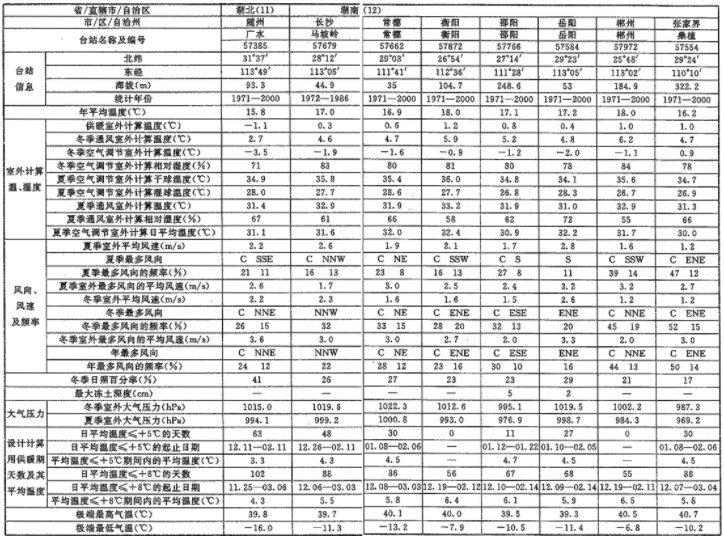 省/直辖市/自治区 湖北(11) 湖南(12)
市/区/自治州 随州 长沙 常德 衡阳 邵阳 岳阳 郴州 张家界
台站名称及编号 广水 马坡岭 常德 衡阳 邵阳 岳阳 郴州 桑植
57385 57679 57662 57872 57766 57584 57972 57554
台站信息
北纬 31°37′ 28°12′ 29°03′ 26°54′ 27°14′ 29°23′ 25°48′ 29°24′
东经 113°49′ 113°05′ 111°41′ 112°36′ 111°28′ 113°05′ 113°02′ 110°10′
海拔(m) 93.3 44.9 35 104.7 248.6 53 184.9 322.2
统计年份 1971—2000 1972—1986 1971—2000 1971—2000 1971—2000 1971—2000 1971—2000 1971—2000
年平均温度(℃) 15.8 17.0 16.9 18.0 17.1 17.2 18.0 16.2
室外计算温、湿度
供暖室外计算温度(℃) −1.1 0.3 0.6 1.2 0.8 0.4 1.0 1.0
冬季通风室外计算温度(℃) 2.7 4.6 4.7 5.9 5.2 4.8 6.2 4.7
冬季空气调节室外计算温度(℃) −3.5 −1.9 −1.6 −0.9 −1.2 −2.0 −1.1 0.9
冬季空气调节室外计算相对湿度(%) 71 83 80 81 80 78 84 78
夏季空气调节室外计算干球温度(℃) 34.9 35.8 35.4 36.0 34.8 34.1 35.6 34.7
夏季空气调节室外计算湿球温度(℃) 28.0 27.7 28.6 27.7 26.8 28.3 26.7 26.9
夏季通风室外计算温度(℃) 31.4 32.9 31.9 33.2 31.9 31.0 32.9 31.3
夏季通风室外计算相对湿度(%) 67 61 66 58 62 72 55 66
夏季空气调节室外计算日平均温度(℃) 31.1 31.6 32.0 32.4 30.9 32.2 31.7 30.0
风向、风速及频率
夏季室外平均风速(m/s) 2.2 2.6 1.9 2.1 1.7 2.8 1.6 1.2
夏季最多风向 C SSE C NNW C NE C SSW C S S C SSW C ENE
夏季最多风向的频率(%) 21 11 16 13 23 8 16 13 27 8 11 39 14 47 12
夏季室外最多风向的平均风速(m/s) 2.6 1.7 3.0 2.5 2.4 3.2 3.2 2.7
冬季室外平均风速(m/s) 2.2 2.3 1.6 1.6 1.5 2.6 1.2 1.2
冬季最多风向 C NNE NNW C NE C ENE C ESE ENE C NNE C ENE
冬季最多风向的频率(%) 26 15 32 33 15 28 20 32 13 20 45 19 52 15
冬季室外最多风向的平均风速(m/s) 3.6 3.0 3.0 2.7 2.0 3.3 2.0 3.0
年最多风向 C NNE NNW C NE C ENE C ESE ENE C NNE C ENE
年最多风向的频率(%) 24 12 22 28 12 23 16 30 10 16 44 13 50 14
冬季日照百分率(%) 41 26 27 23 23 29 21 17
最大冻土深度(cm) — — — — 5 2 — —
大气压力
冬季室外大气压力(hPa) 1015.0 1019.6 1022.3 1012.6 995.1 1019.5 1002.2 987.3
夏季室外大气压力(hPa) 994.1 999.2 1000.8 993.0 976.9 998.7 984.3 969.2
设计计算用供暖期天数及其平均温度
日平均温度≤+5℃的天数 63 48 30 0 11 27 0 30
日平均温度≤+5℃的起止日期 12.11—02.11 12.26—02.11 01.08—02.06 — 01.12—01.22 01.10—02.05 — 01.08—02.06
平均温度≤+5℃期间内的平均温度(℃) 3.3 4.3 4.5 — 4.7 4.5 — 4.5
日平均温度≤+8℃的天数 102 88 86 56 67 68 55 88
日平均温度≤+8℃的起止日期 11.25—03.06 12.06—03.03 12.08—03.03 12.19—02.12 12.10—02.14 12.09—02.14 12.19—02.11 12.07—03.04
平均温度≤+8℃期间内的平均温度(℃) 4.3 5.5 5.8 6.4 6.1 5.9 6.5 5.8
极端最高气温(℃) 39.8 39.7 40.1 40.0 39.5 39.3 40.5 40.7
极端最低气温(℃) −16.0 −11.3 −13.2 −7.9 −10.5 −11.4 −6.8 −10.2